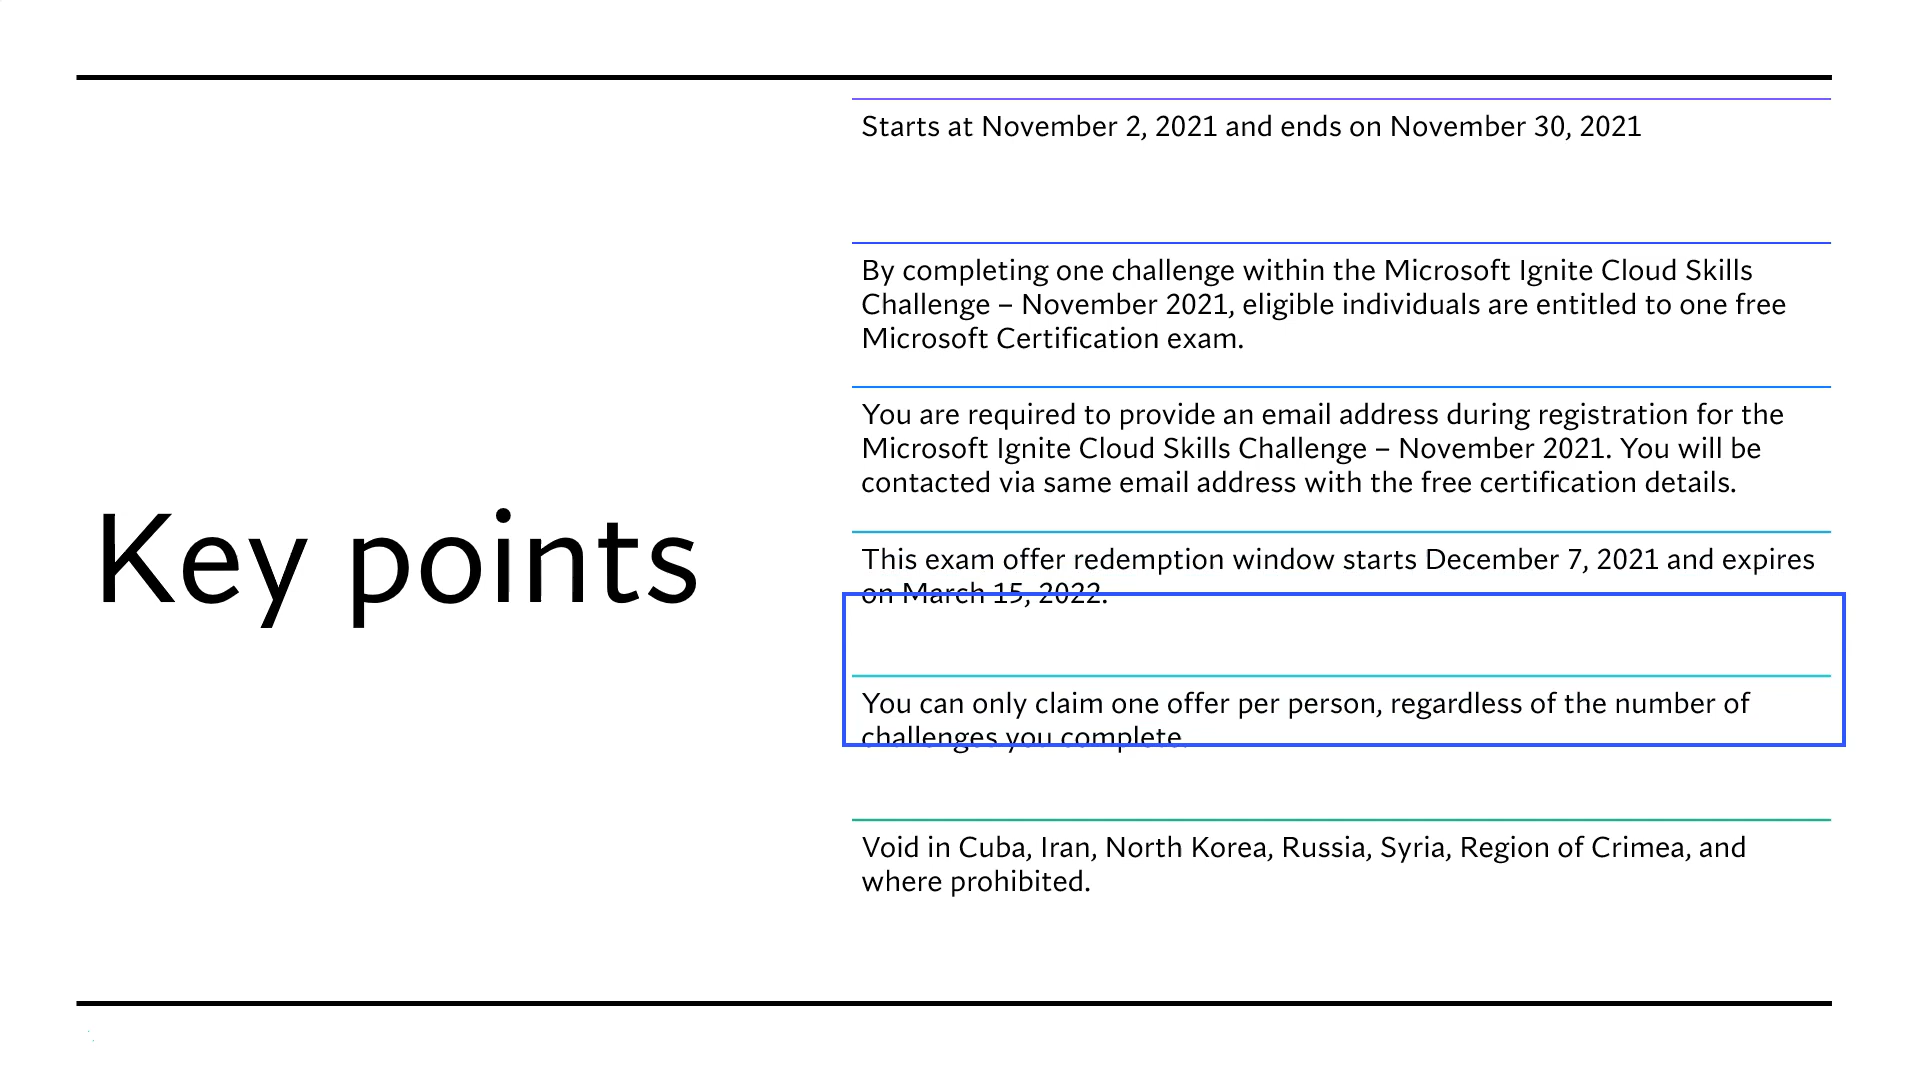 Key points
Starts at November 2, 2021 and ends on November 30, 2021
By completing one challenge within the Microsoft Ignite Cloud Skills
Challenge – November 2021, eligible individuals are entitled to one free
Microsoft Certification exam.
You are required to provide an email address during registration for the
Microsoft Ignite Cloud Skills Challenge – November 2021. You will be
contacted via same email address with the free certification details.
This exam offer redemption window starts December 7, 2021 and expires
on March 15, 2022.
You can only claim one offer per person, regardless of the number of
challenges you complete.
Void in Cuba, Iran, North Korea, Russia, Syria, Region of Crimea, and
where prohibited.